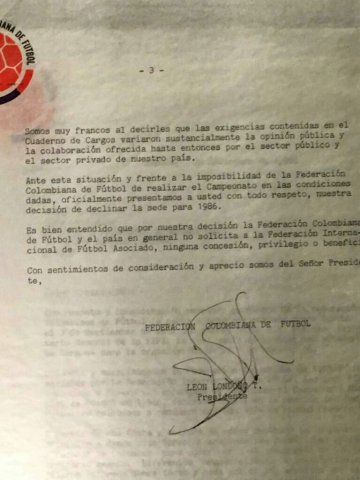 BIANA DE FUTBOL
- 3 -
Somos muy francos al decirles que las exigencias contenidas en el
Cuaderno de Cargos variaron sustancialmente la opinión pública y
la colaboración ofrecida hasta entonces por el sector público y
el sector privado de nuestro país.
Ante esta situación y frente a la imposibilidad de la Federación
Colombiana de Fútbol de realizar el Campeonato en las condiciones
dadas, oficialmente presentamos a usted con todo respeto, nuestra
decisión de declinar la sede para 1986.
Es bien entendido que por nuestra decisión la Federación Colombiana
de Fútbol y el país en general no solicita a la Federación Interna-
cional de Fútbol Asociado, ninguna concesión, privilegio o benefici
Con sentimientos de consideración y aprecio somos del Señor Preside
te,
FEDERACION COLOMBIANA DE FUTBOL
LEON LONDOÑO T.
Presidente